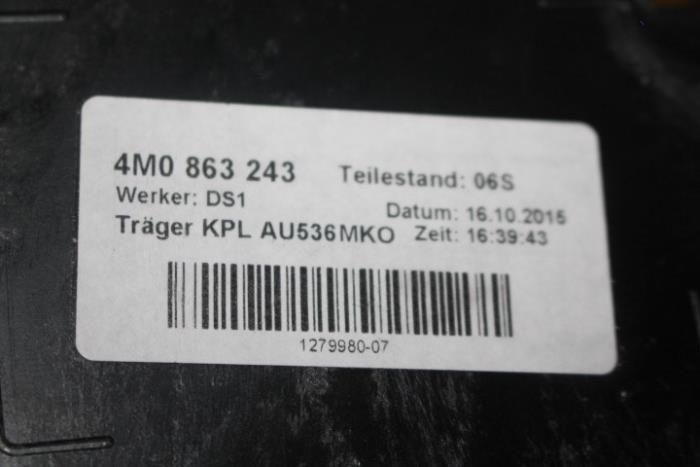 4M0 863 243 Teilestand: 06S
Werker: DS1 Datum: 16.10.2015
Träger KPL AU536MKO Zeit: 16:39:43
1279980-07